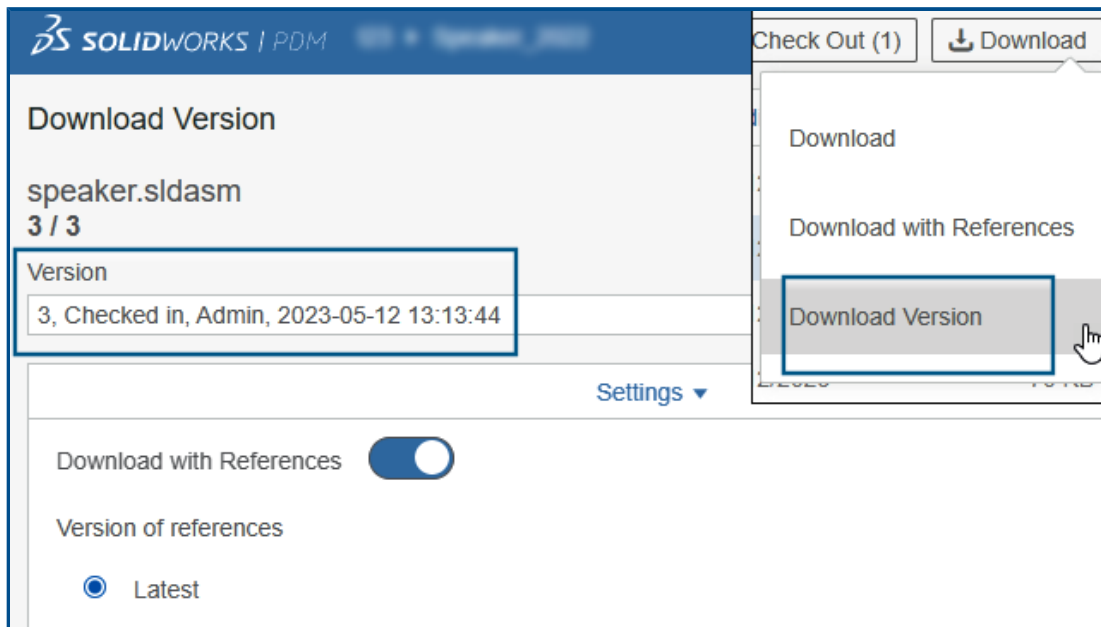 3S SOLIDWORKS | PDM
Download Version
speaker.sldasm
3 / 3
Version
3, Checked in, Admin, 2023-05-12 13:13:44
Settings
Download with References
Version of references
Latest
Check Out (1)
Download
Download
Download with References
Download Version